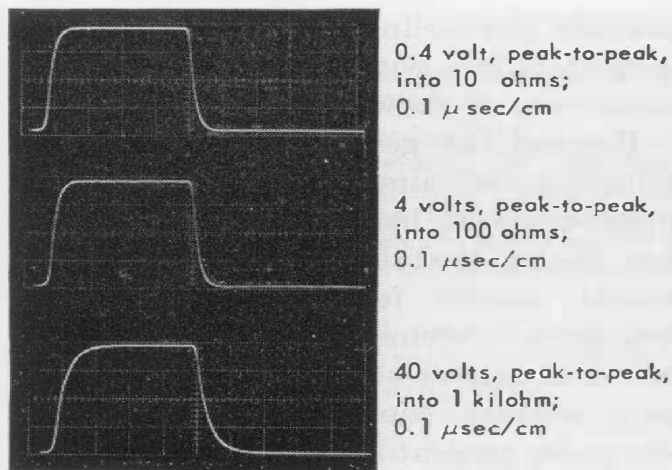 0.4 volt, peak-to-peak,
into 10 ohms;
0.1 μ sec/cm
4 volts, peak-to-peak,
into 100 ohms,
0.1 μsec/cm
40 volts, peak-to-peak,
into 1 kilohm;
0.1 μsec/cm